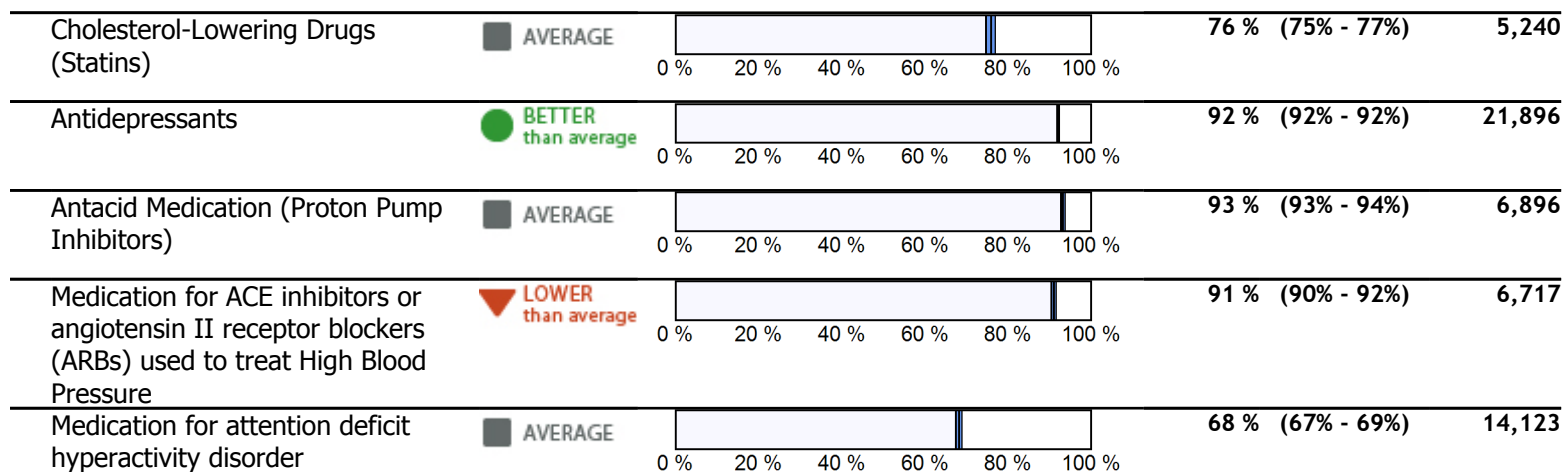 Cholesterol-Lowering Drugs
(Statins)
AVERAGE
0 % 20 % 40 % 60 % 80 % 100 %
76 % (75% - 77%) 5,240
Antidepressants
BETTER
than average
0 % 20 % 40 % 60 % 80 % 100 %
92 % (92% - 92%) 21,896
Antacid Medication (Proton Pump
Inhibitors)
AVERAGE
0 % 20 % 40 % 60 % 80 % 100 %
93 % (93% - 94%) 6,896
Medication for ACE inhibitors or
angiotensin II receptor blockers
(ARBs) used to treat High Blood
Pressure
LOWER
than average
0 % 20 % 40 % 60 % 80 % 100 %
91 % (90% - 92%) 6,717
Medication for attention deficit
hyperactivity disorder
AVERAGE
0 % 20 % 40 % 60 % 80 % 100 %
68 % (67% - 69%) 14,123